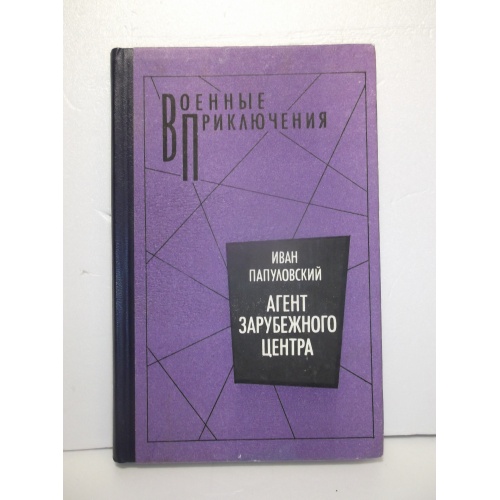 ВОЕННЫЕ
ПРИКЛЮЧЕНИЯ
ИВАН
ПАПУЛОВСКИЙ
АГЕНТ
ЗАРУБЕЖНОГО
ЦЕНТРА